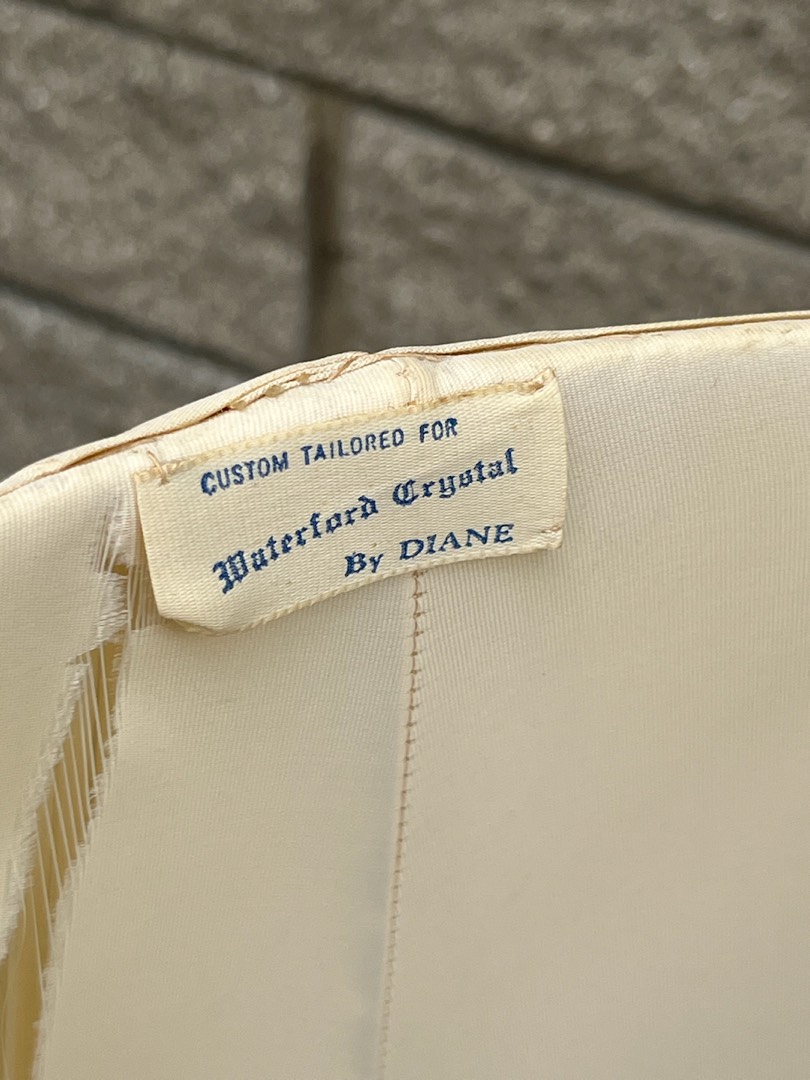 CUSTOM TAILORED FOR
Waterford Crystal
By DIANE